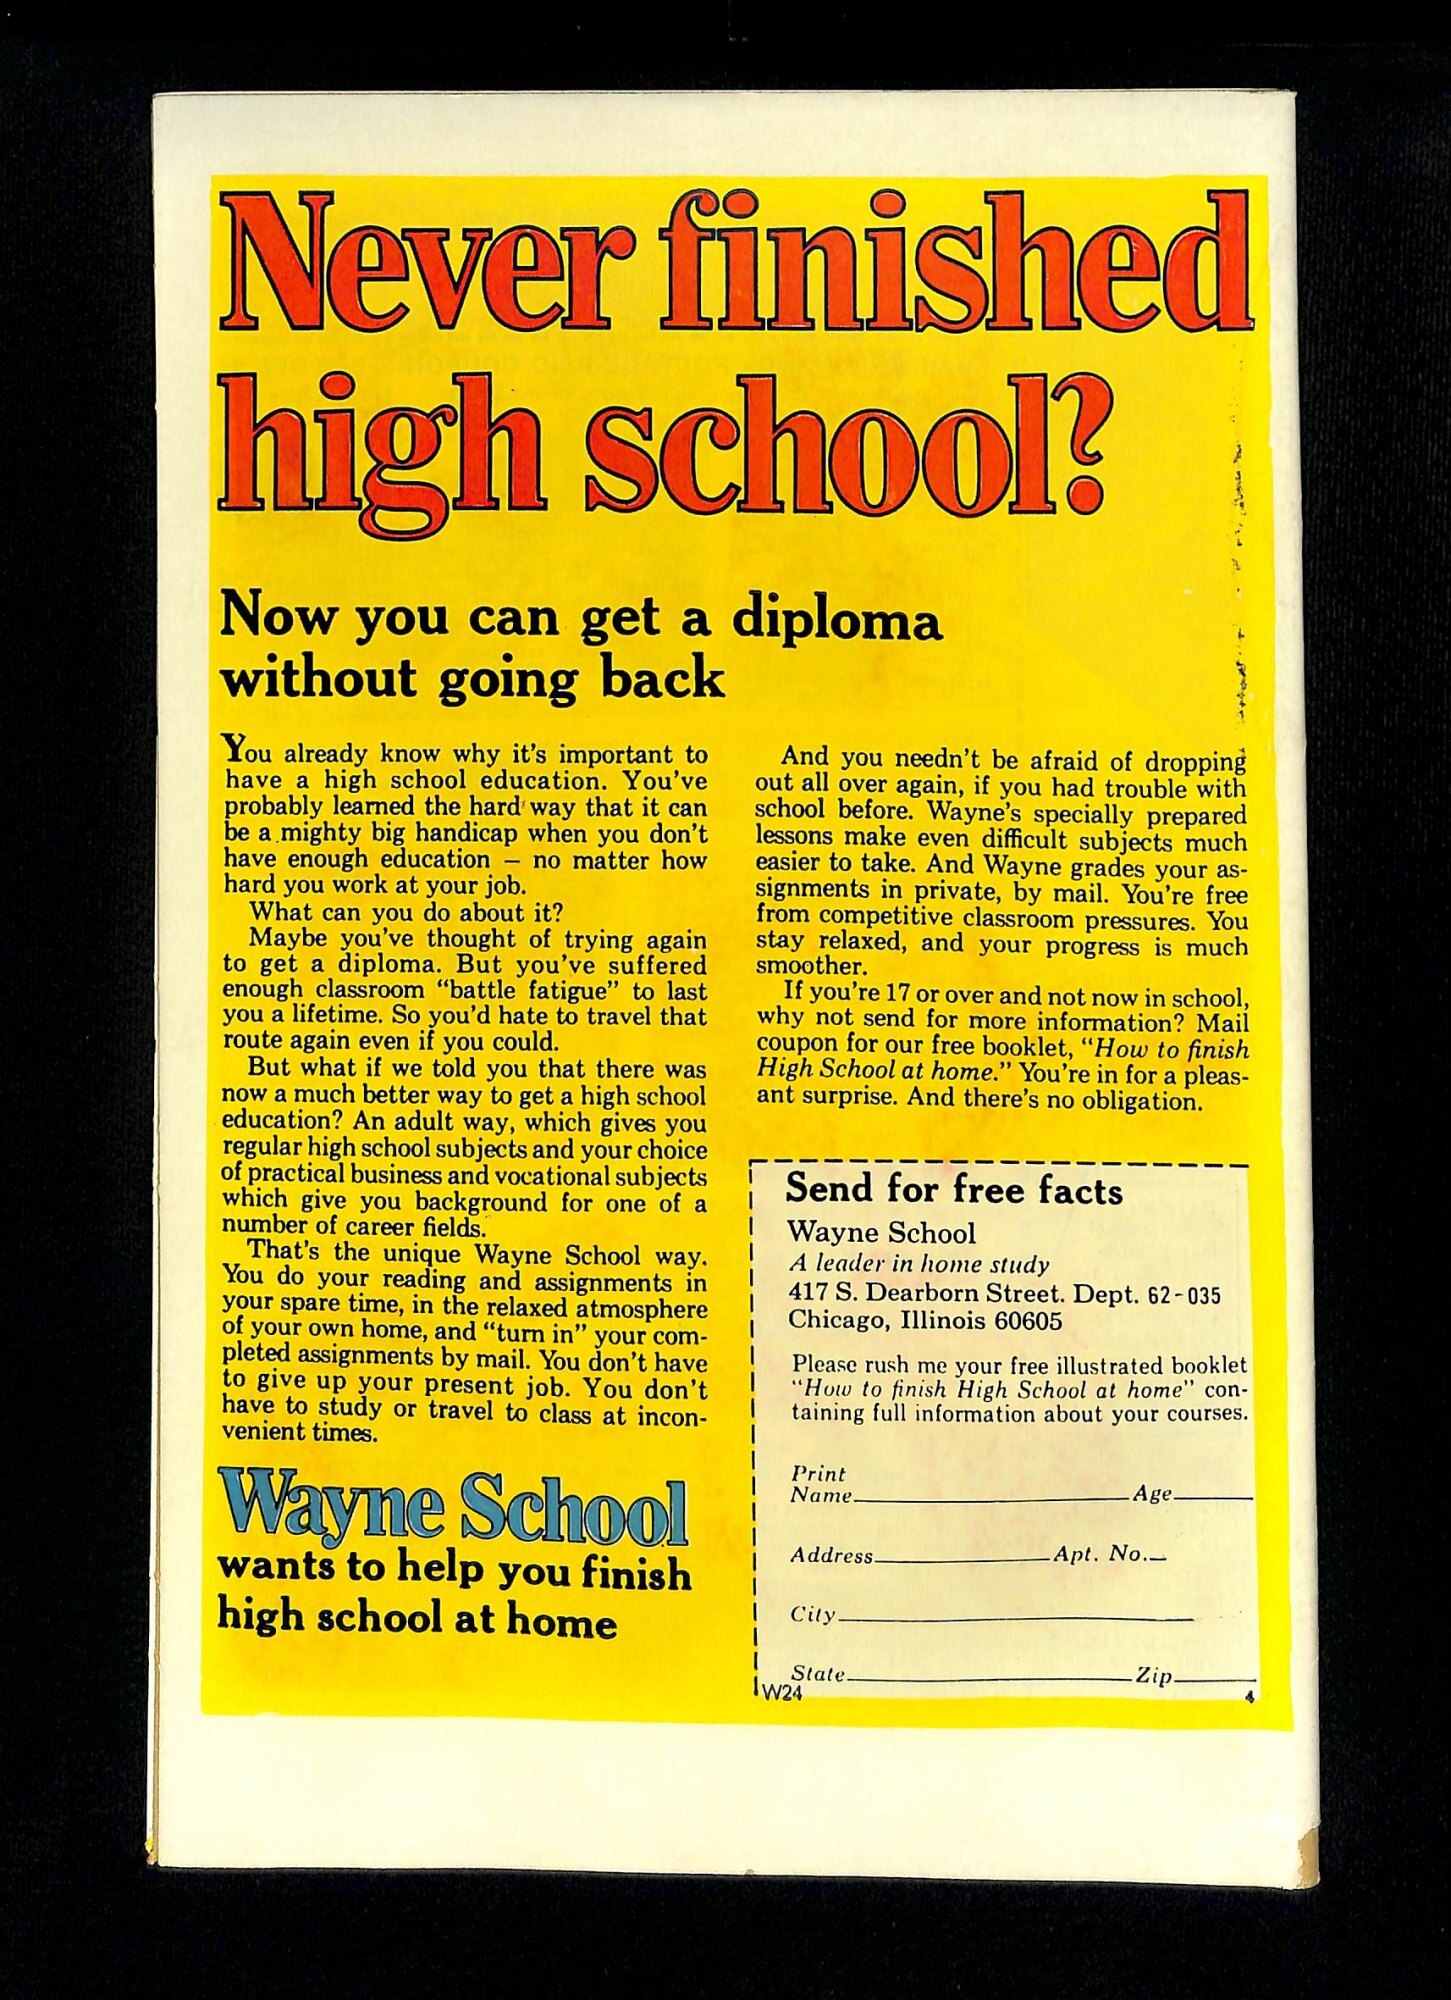 Never finished
high school?
Now you can get a diploma
without going back
You already know why it's important to
have a high school education. You've
probably learned the hard way that it can
be a mighty big handicap when you don't
have enough education – no matter how
hard you work at your job.
What can you do about it?
Maybe you've thought of trying again
to get a diploma. But you've suffered
enough classroom “battle fatigue” to last
you a lifetime. So you'd hate to travel that
route again even if you could.
But what if we told you that there was
now a much better way to get a high school
education? An adult way, which gives you
regular high school subjects and your choice
of practical business and vocational subjects
which give you background for one of a
number of career fields.
That's the unique Wayne School way.
You do your reading and assignments in
your spare time, in the relaxed atmosphere
of your own home, and “turn in” your com-
pleted assignments by mail. You don't have
to give up your present job. You don't
have to study or travel to class at incon-
venient times.
Wayne School
wants to help you finish
high school at home
And you needn't be afraid of dropping
out all over again, if you had trouble with
school before. Wayne's specially prepared
lessons make even difficult subjects much
easier to take. And Wayne grades your as-
signments in private, by mail. You're free
from competitive classroom pressures. You
stay relaxed, and your progress is much
smoother.
If you're 17 or over and not now in school,
why not send for more information? Mail
coupon for our free booklet, “How to finish
High School at home.” You're in for a pleas-
ant surprise. And there's no obligation.
Send for free facts
Wayne School
A leader in home study
417 S. Dearborn Street. Dept. 62-035
Chicago, Illinois 60605
Please rush me your free illustrated booklet
“How to finish High School at home” con-
taining full information about your courses.
Print
Name Age
Address Apt. No.
City
State Zip
W24 4